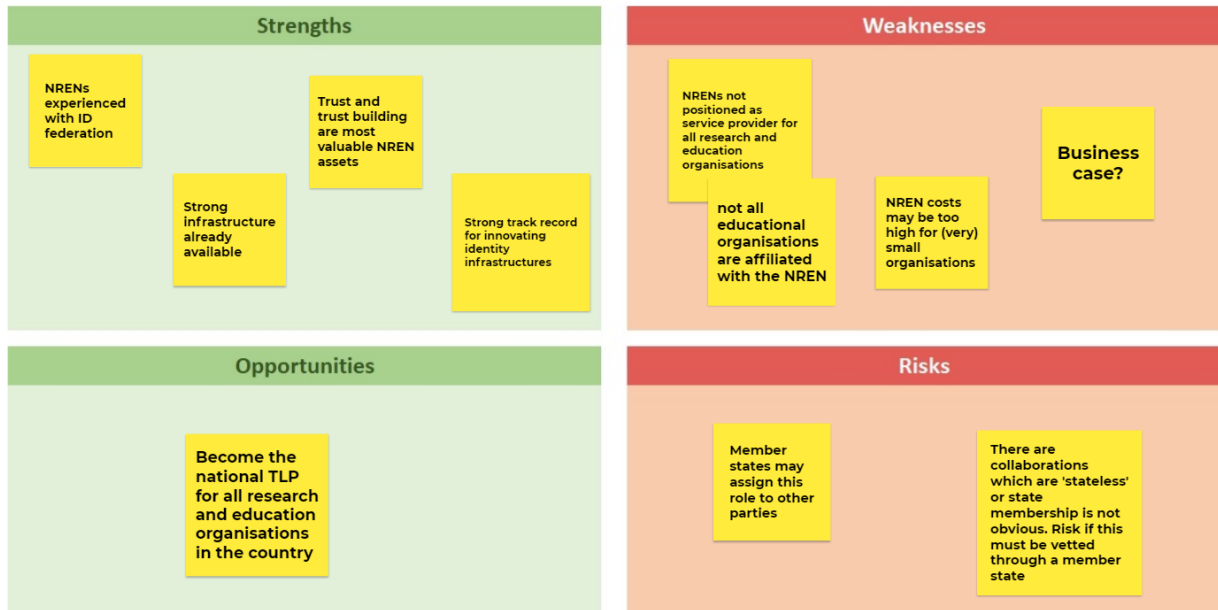 Strengths
NRENs
experienced
with ID
federation
Strong
infrastructure
already
available
Trust and
trust building
are most
valuable NREN
assets
Strong track record
for innovating
identity
infrastructures
Weaknesses
NRENs not
positioned as
service provider for
all research and
education
organisations
not all
educational
organisations
are affiliated
with the NREN
NREN costs
may be too
high for (very)
small
organisations
Business
case?
Opportunities
Become the
national TLP
for all research
and education
organisations
in the country
Risks
Member
states may
assign this
role to other
parties
There are
collaborations
which are 'stateless'
or state
membership is not
obvious. Risk if this
must be vetted
through a member
state